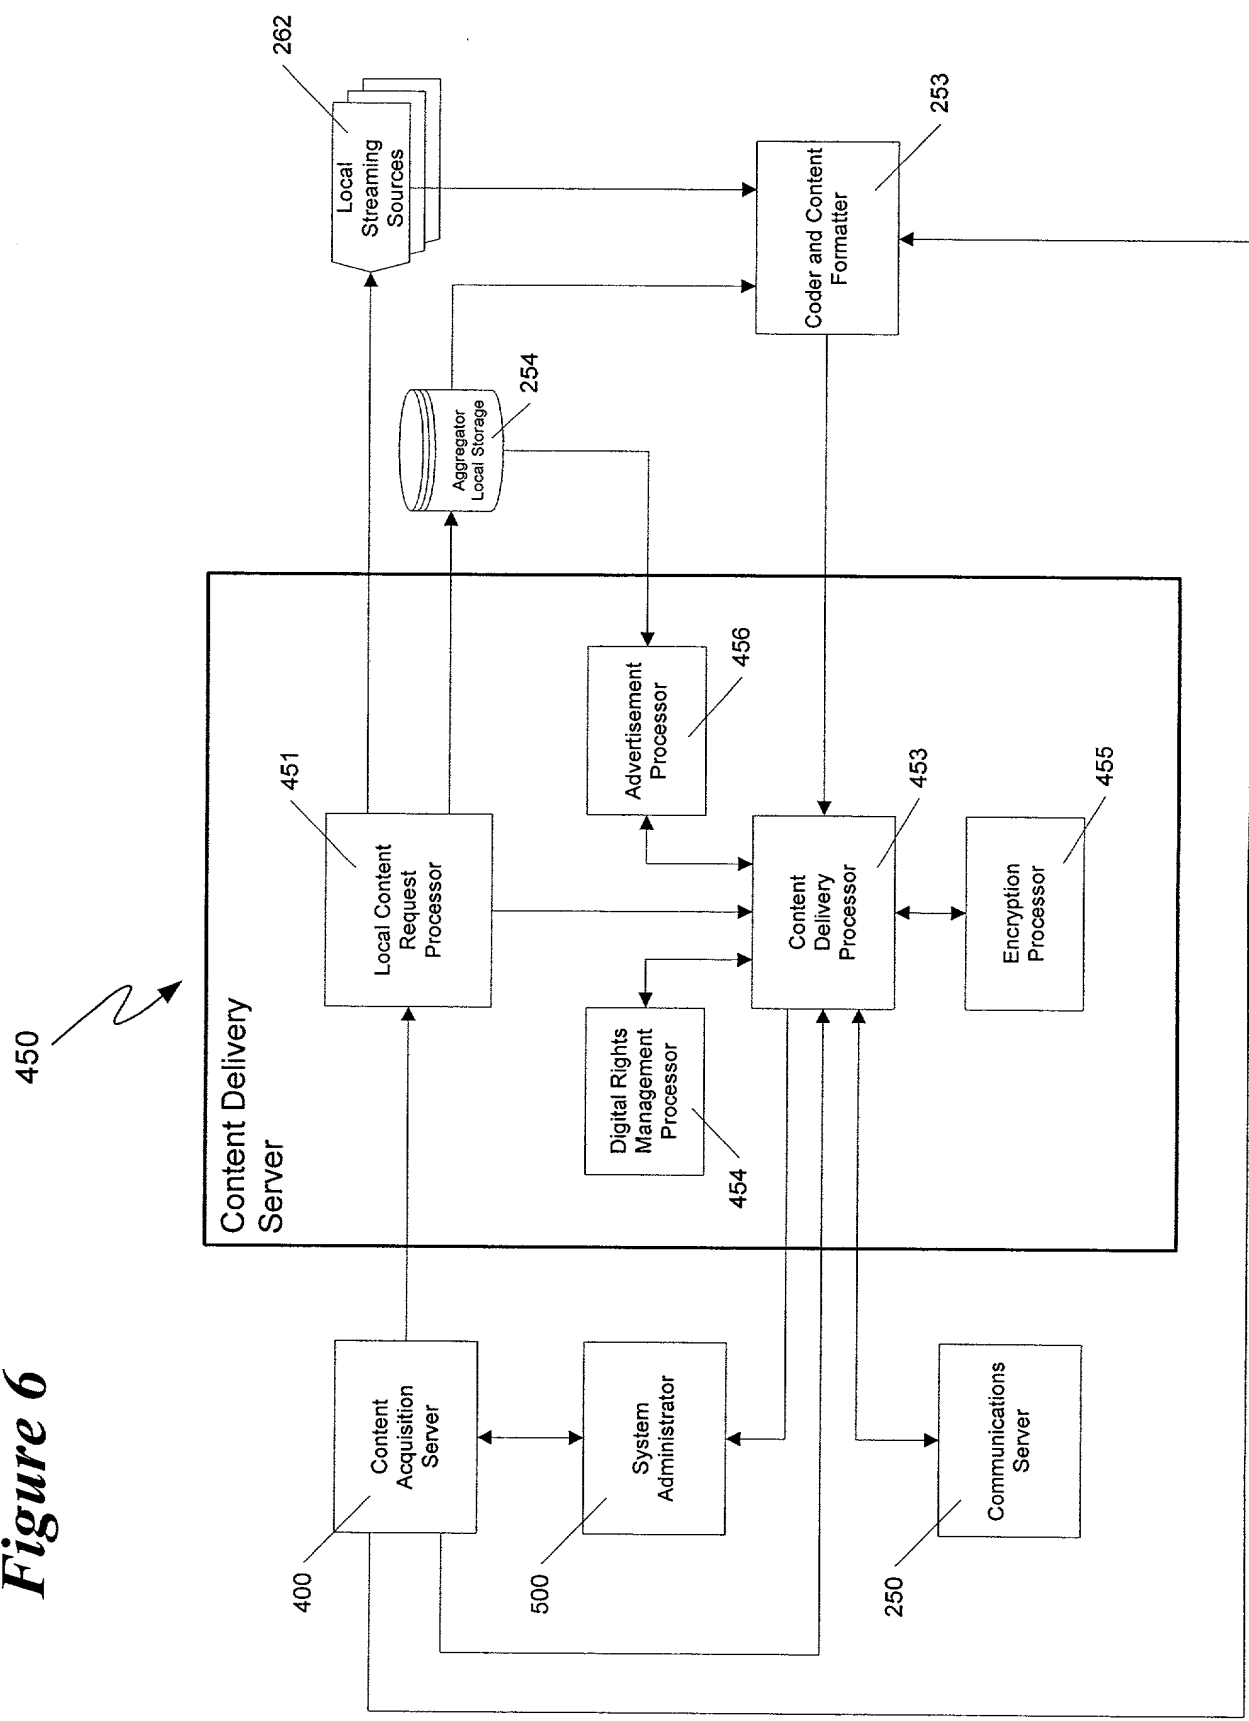 Figure 6
450
Content Delivery
Server
400
Content
Acquisition
Server
451
Local Content
Request
Processor
262
Local
Streaming
Sources
Aggregator
Local Storage
254
500
System
Administrator
Digital Rights
Management
Processor
454
Advertisement
Processor
456
250
Communications
Server
Content
Delivery
Processor
453
Coder and Content
Formatter
253
Encryption
Processor
455